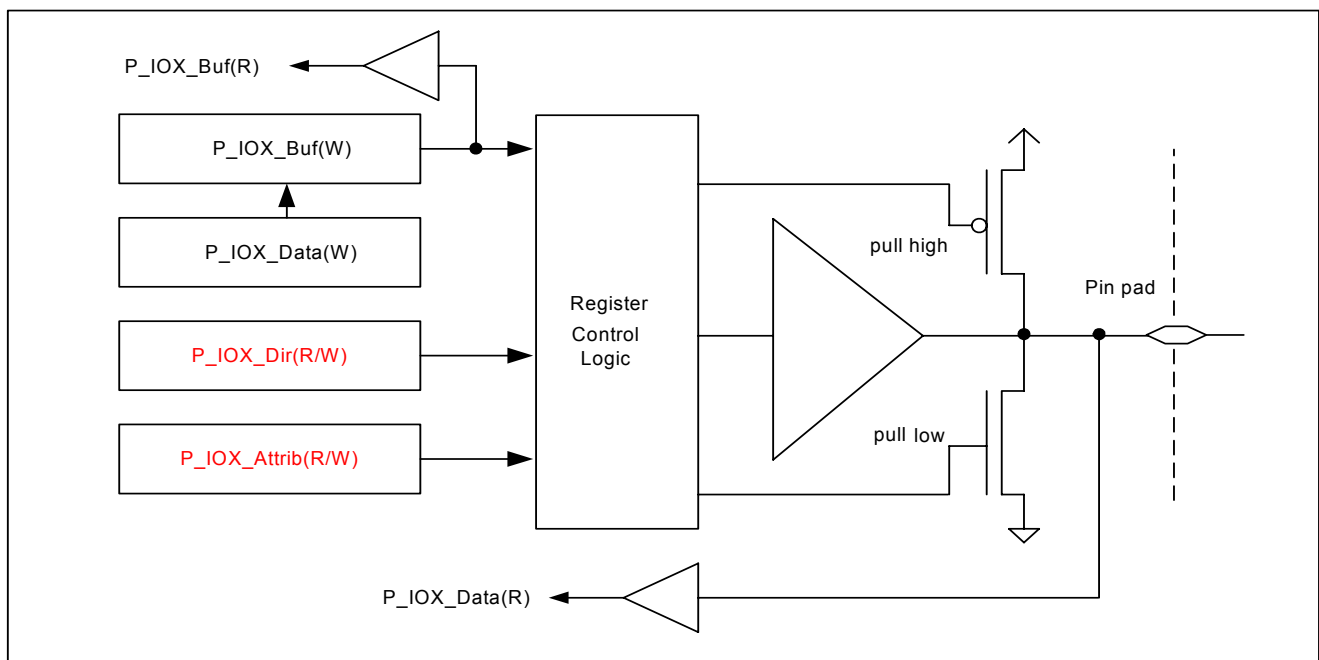 P_IOX_Buf(R)
P_IOX_Buf(W)
P_IOX_Data(W)
P_IOX_Dir(R/W)
P_IOX_Attrib(R/W)
Register
Control
Logic
pull high
pull low
Pin pad
P_IOX_Data(R)